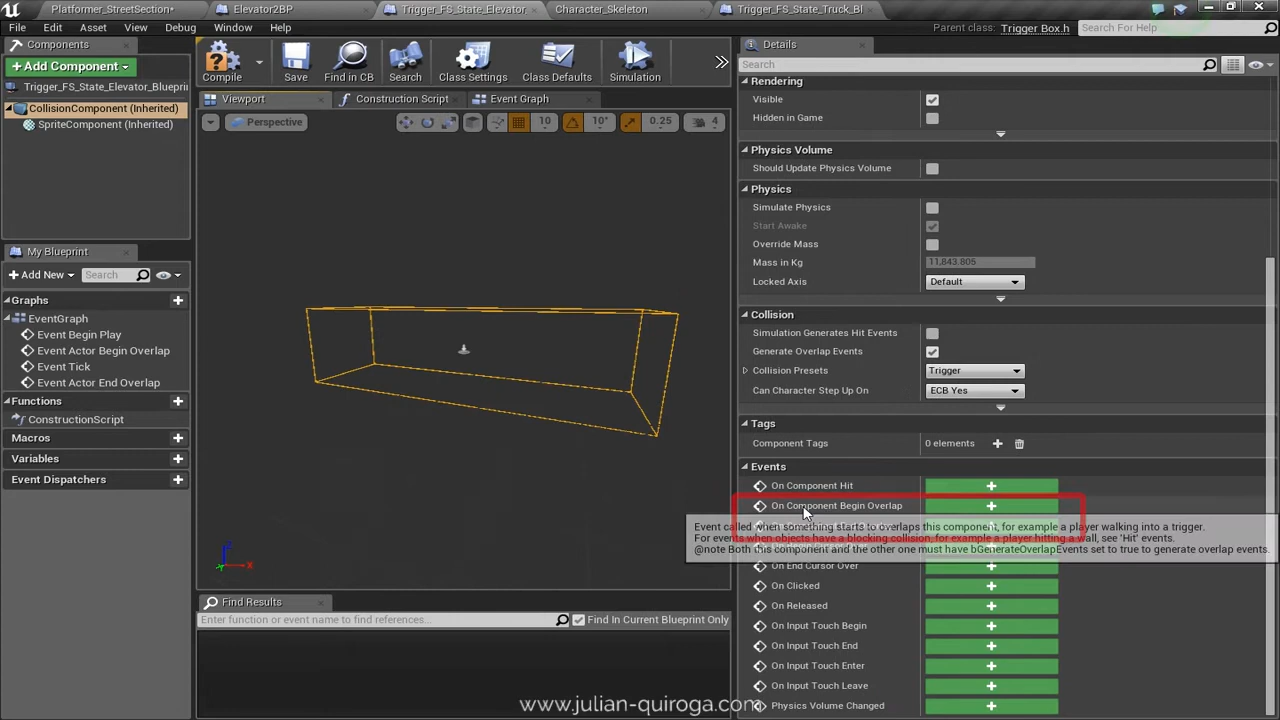 Platformer_StreetSection*
Elevator2BP
Trigger_FS_State_Elevator_
Character_Skeleton
Trigger_FS_State_Truck_Bl
File Edit Asset View Debug Window Help
Parent class: Trigger Box.h
Search For Help
Components
+ Add Component
Trigger_FS_State_Elevator_Blueprin
CollisionComponent (Inherited)
SpriteComponent (Inherited)
Compile
Save
Find in CB
Search
Class Settings
Class Defaults
Simulation
Viewport
Construction Script
Event Graph
Perspective
10
10°
0.25
4
My Blueprint
Add New
Search
Graphs
EventGraph
Event Begin Play
Event Actor Begin Overlap
Event Tick
Event Actor End Overlap
Functions
ConstructionScript
Macros
Variables
Event Dispatchers
Z
X
Find Results
Enter function or event name to find references...
Find In Current Blueprint Only
Details
Search
Rendering
Visible
Hidden in Game
Physics Volume
Should Update Physics Volume
Physics
Simulate Physics
Start Awake
Override Mass
Mass in Kg 11,843.805
Locked Axis Default
Collision
Simulation Generates Hit Events
Generate Overlap Events
Collision Presets Trigger
Can Character Step Up On ECB Yes
Tags
Component Tags 0 elements
Events
On Component Hit
On Component Begin Overlap
Event called when something starts to overlaps this component, for example a player walking into a trigger.
For events when objects have a blocking collision, for example a player hitting a wall, see 'Hit' events.
@note Both this component and the other one must have bGenerateOverlapEvents set to true to generate overlap events.
On End Cursor Over
On Clicked
On Released
On Input Touch Begin
On Input Touch End
On Input Touch Enter
On Input Touch Leave
Physics Volume Changed
www.julian-quiroga.com